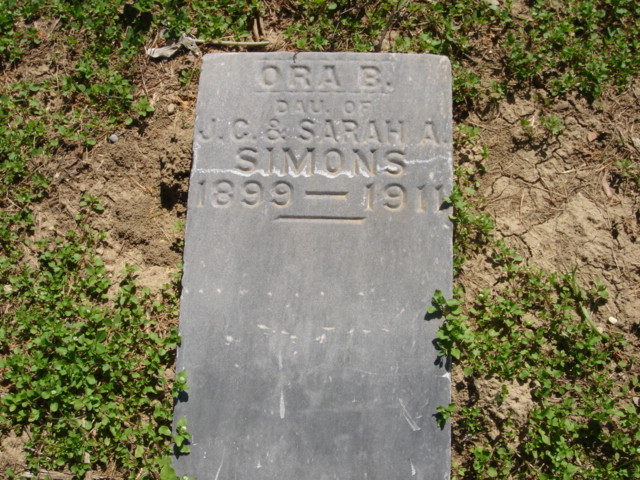 ORA B.
DAU. OF
J.C. & SARAH A.
SIMONS
1899 — 1911